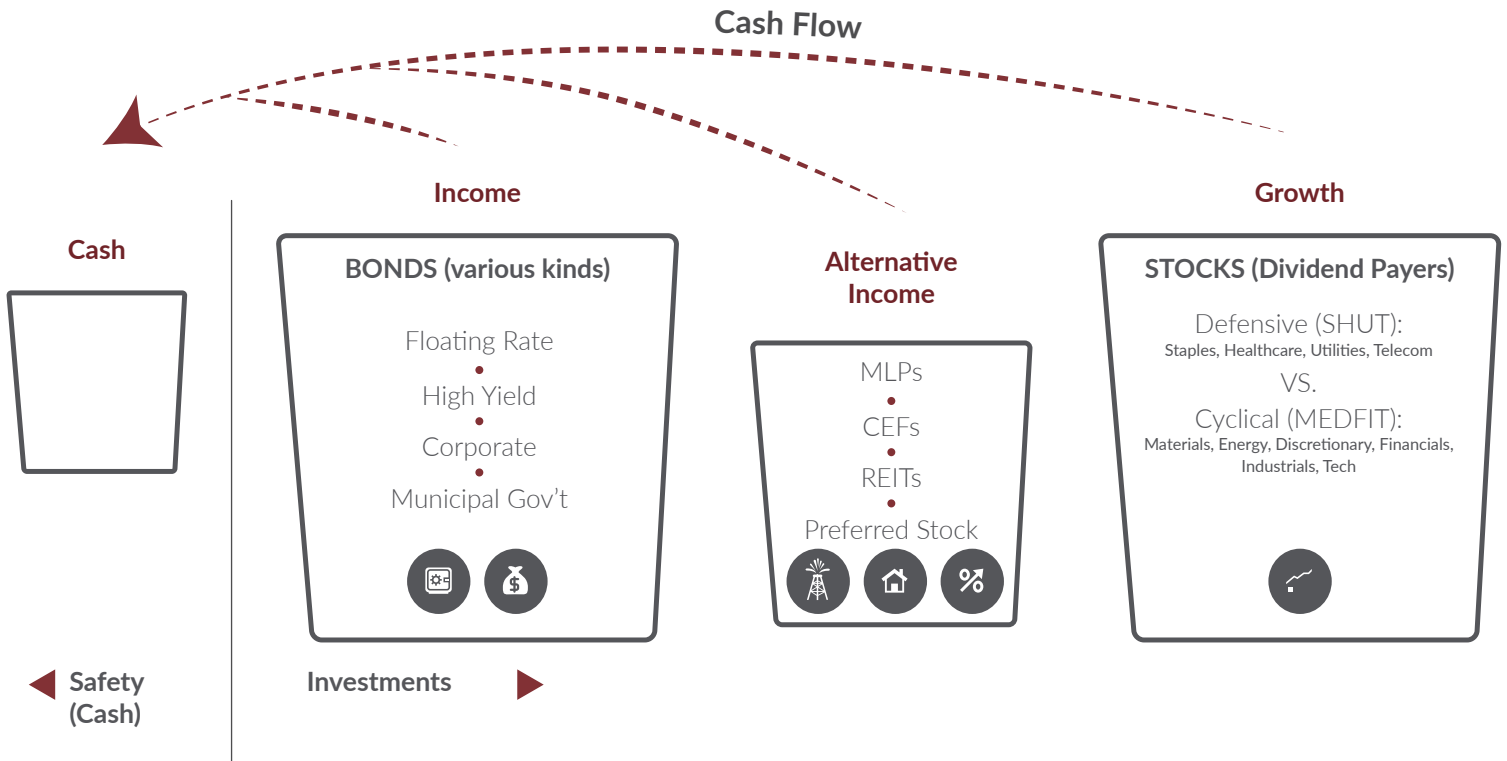 Cash Flow
Cash
Safety
(Cash)
Income
BONDS (various kinds)
Floating Rate
High Yield
Corporate
Municipal Gov’t
$
Investments
Alternative
Income
MLPs
CEFs
REITs
Preferred Stock
%
Growth
STOCKS (Dividend Payers)
Defensive (SHUT):
Staples, Healthcare, Utilities, Telecom
VS.
Cyclical (MEDFIT):
Materials, Energy, Discretionary, Financials,
Industrials, Tech